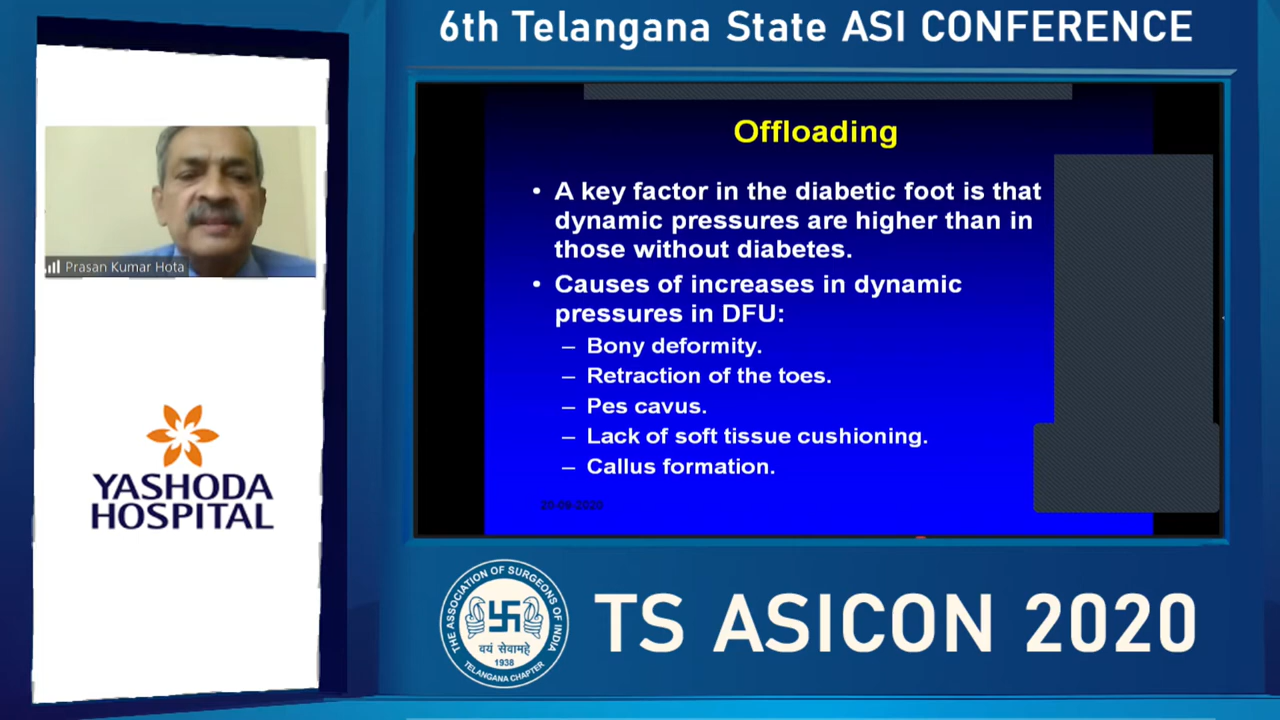 6th Telangana State ASI CONFERENCE
Prasan Kumar Hota
YASHODA
HOSPITAL
Offloading
• A key factor in the diabetic foot is that
dynamic pressures are higher than in
those without diabetes.
• Causes of increases in dynamic
pressures in DFU:
– Bony deformity.
– Retraction of the toes.
– Pes cavus.
– Lack of soft tissue cushioning.
– Callus formation.
20-09-2020
THE ASSOCIATION OF SURGEONS OF INDIA
वयं सेवामहे
1938
TELANGANA CHAPTER
TS ASICON 2020